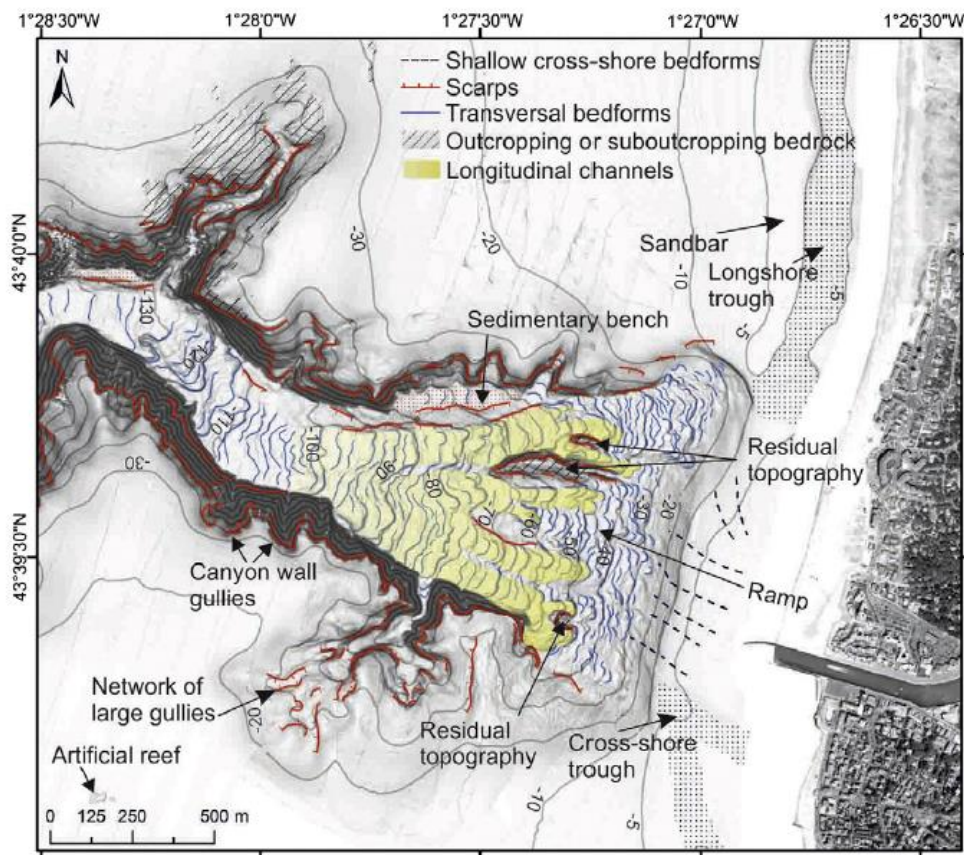 1°28'30"W 1°28'0"W 1°27'30"W 1°27'0"W 1°26'30"W
N
Shallow cross-shore bedforms
Scarps
Transversal bedforms
Outcropping or suboutcropping bedrock
Longitudinal channels
-30
-20
Sandbar
-10
Longshore
trough
-5
-5
43°40'0"N
130
-120
Sedimentary bench
-110
-100
90
80
70
-60
-50
-40
-30
-20
Residual
topography
-30
43°39'30"N
Canyon wall
gullies
Ramp
Network of
large gullies
-20
Residual
topography
Cross-shore
trough
Artificial reef
-10
-5
0 125 250 500 m